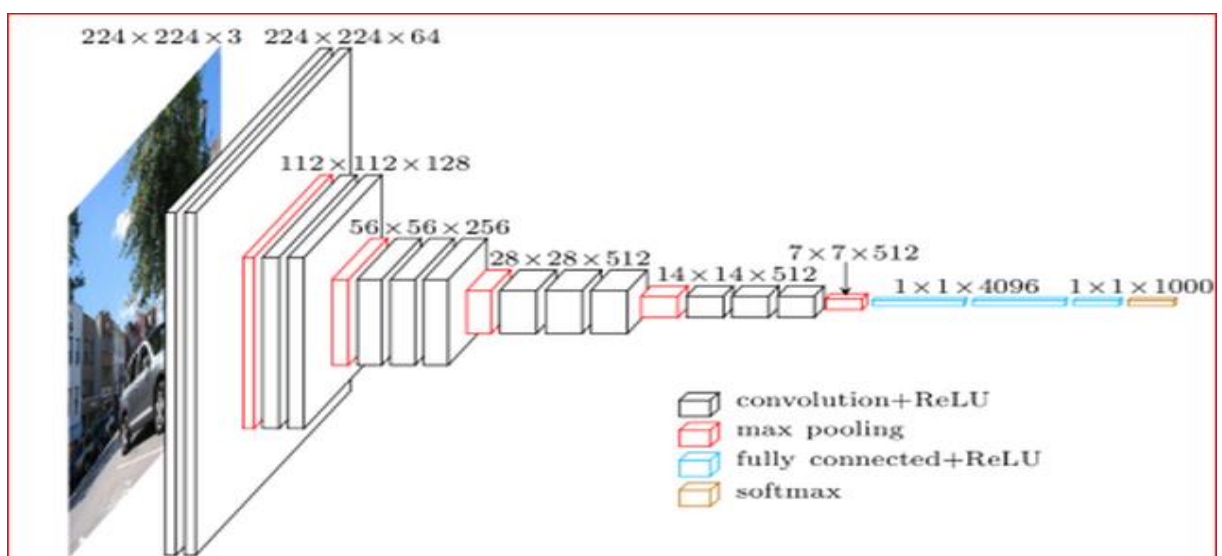 224 × 224 × 3
224 × 224 × 64
112 × 112 × 128
56 × 56 × 256
28 × 28 × 512
14 × 14 × 512
7 × 7 × 512
1 × 1 × 4096
1 × 1 × 1000
convolution+ReLU
max pooling
fully connected+ReLU
softmax